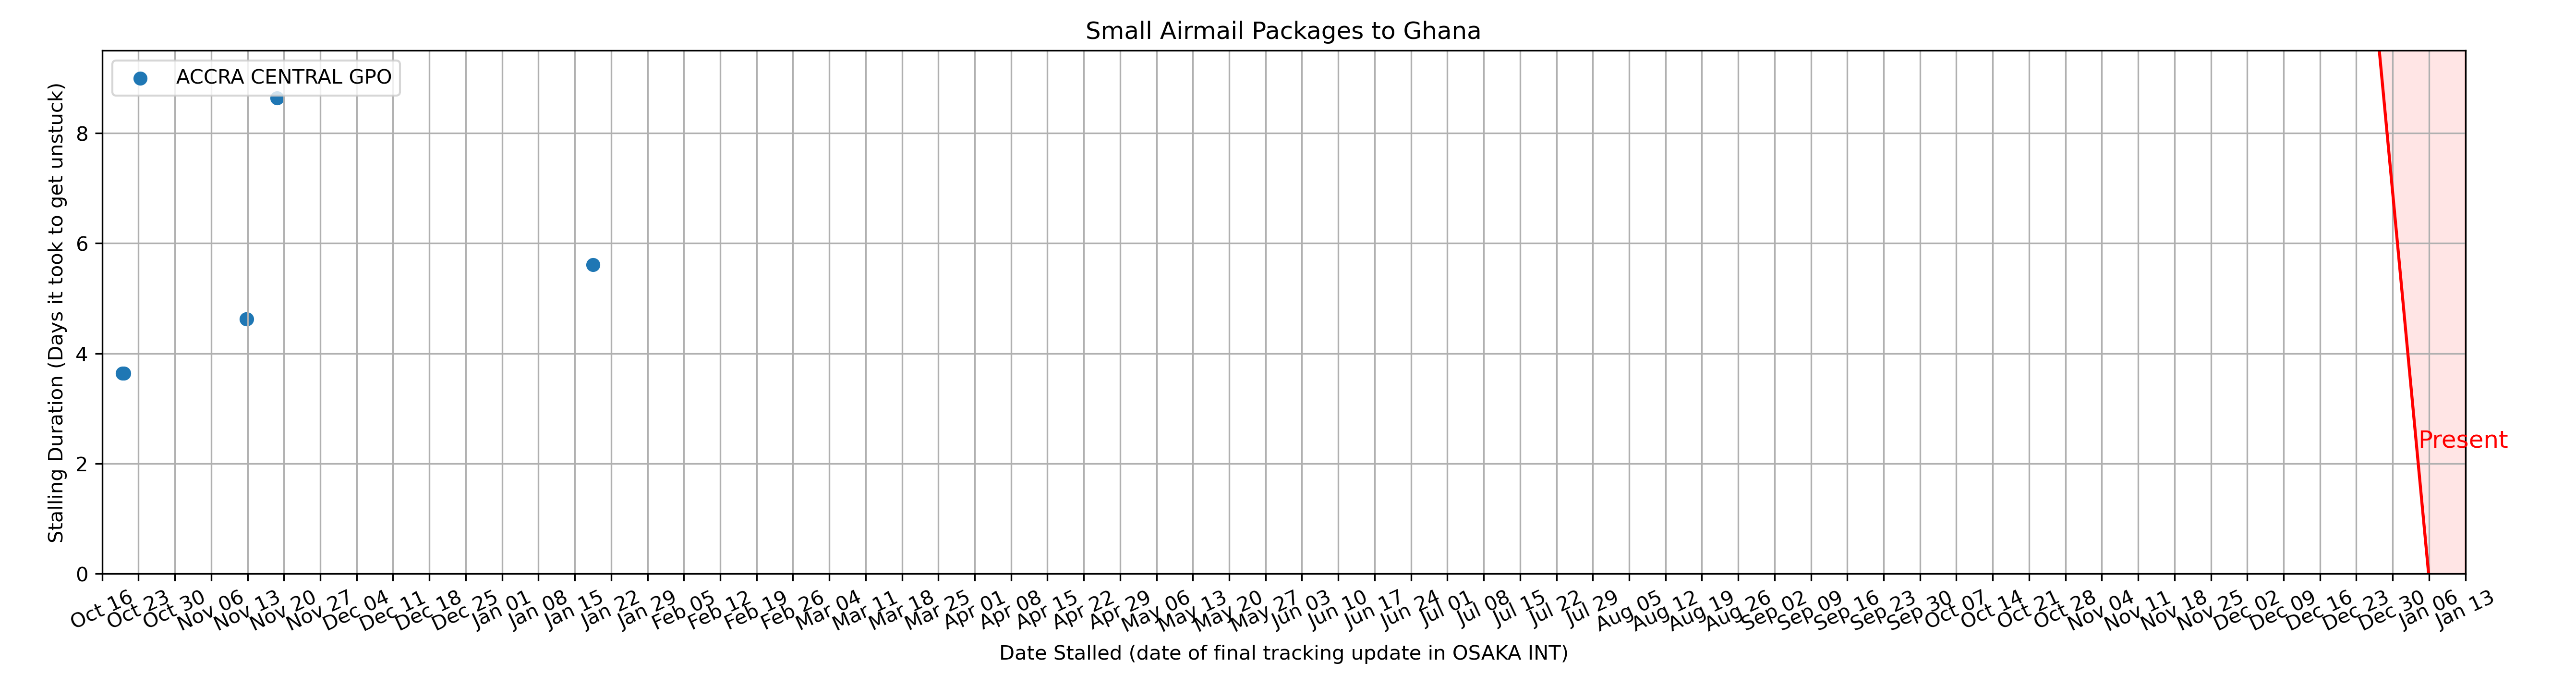 Small Airmail Packages to Ghana
ACCRA CENTRAL GPO
Stalling Duration (Days it took to get unstuck)
8
6
4
2
0
Present
Oct 16
Oct 23
Oct 30
Nov 06
Nov 13
Nov 20
Nov 27
Dec 04
Dec 11
Dec 18
Dec 25
Jan 01
Jan 08
Jan 15
Jan 22
Jan 29
Feb 05
Feb 12
Feb 19
Feb 26
Mar 04
Mar 11
Mar 18
Mar 25
Apr 01
Apr 08
Apr 15
Apr 22
Apr 29
May 06
May 13
May 20
May 27
Jun 03
Jun 10
Jun 17
Jun 24
Jul 01
Jul 08
Jul 15
Jul 22
Jul 29
Aug 05
Aug 12
Aug 19
Aug 26
Sep 02
Sep 09
Sep 16
Sep 23
Sep 30
Oct 07
Oct 14
Oct 21
Oct 28
Nov 04
Nov 11
Nov 18
Nov 25
Dec 02
Dec 09
Dec 16
Dec 23
Dec 30
Jan 06
Jan 13
Date Stalled (date of final tracking update in OSAKA INT)